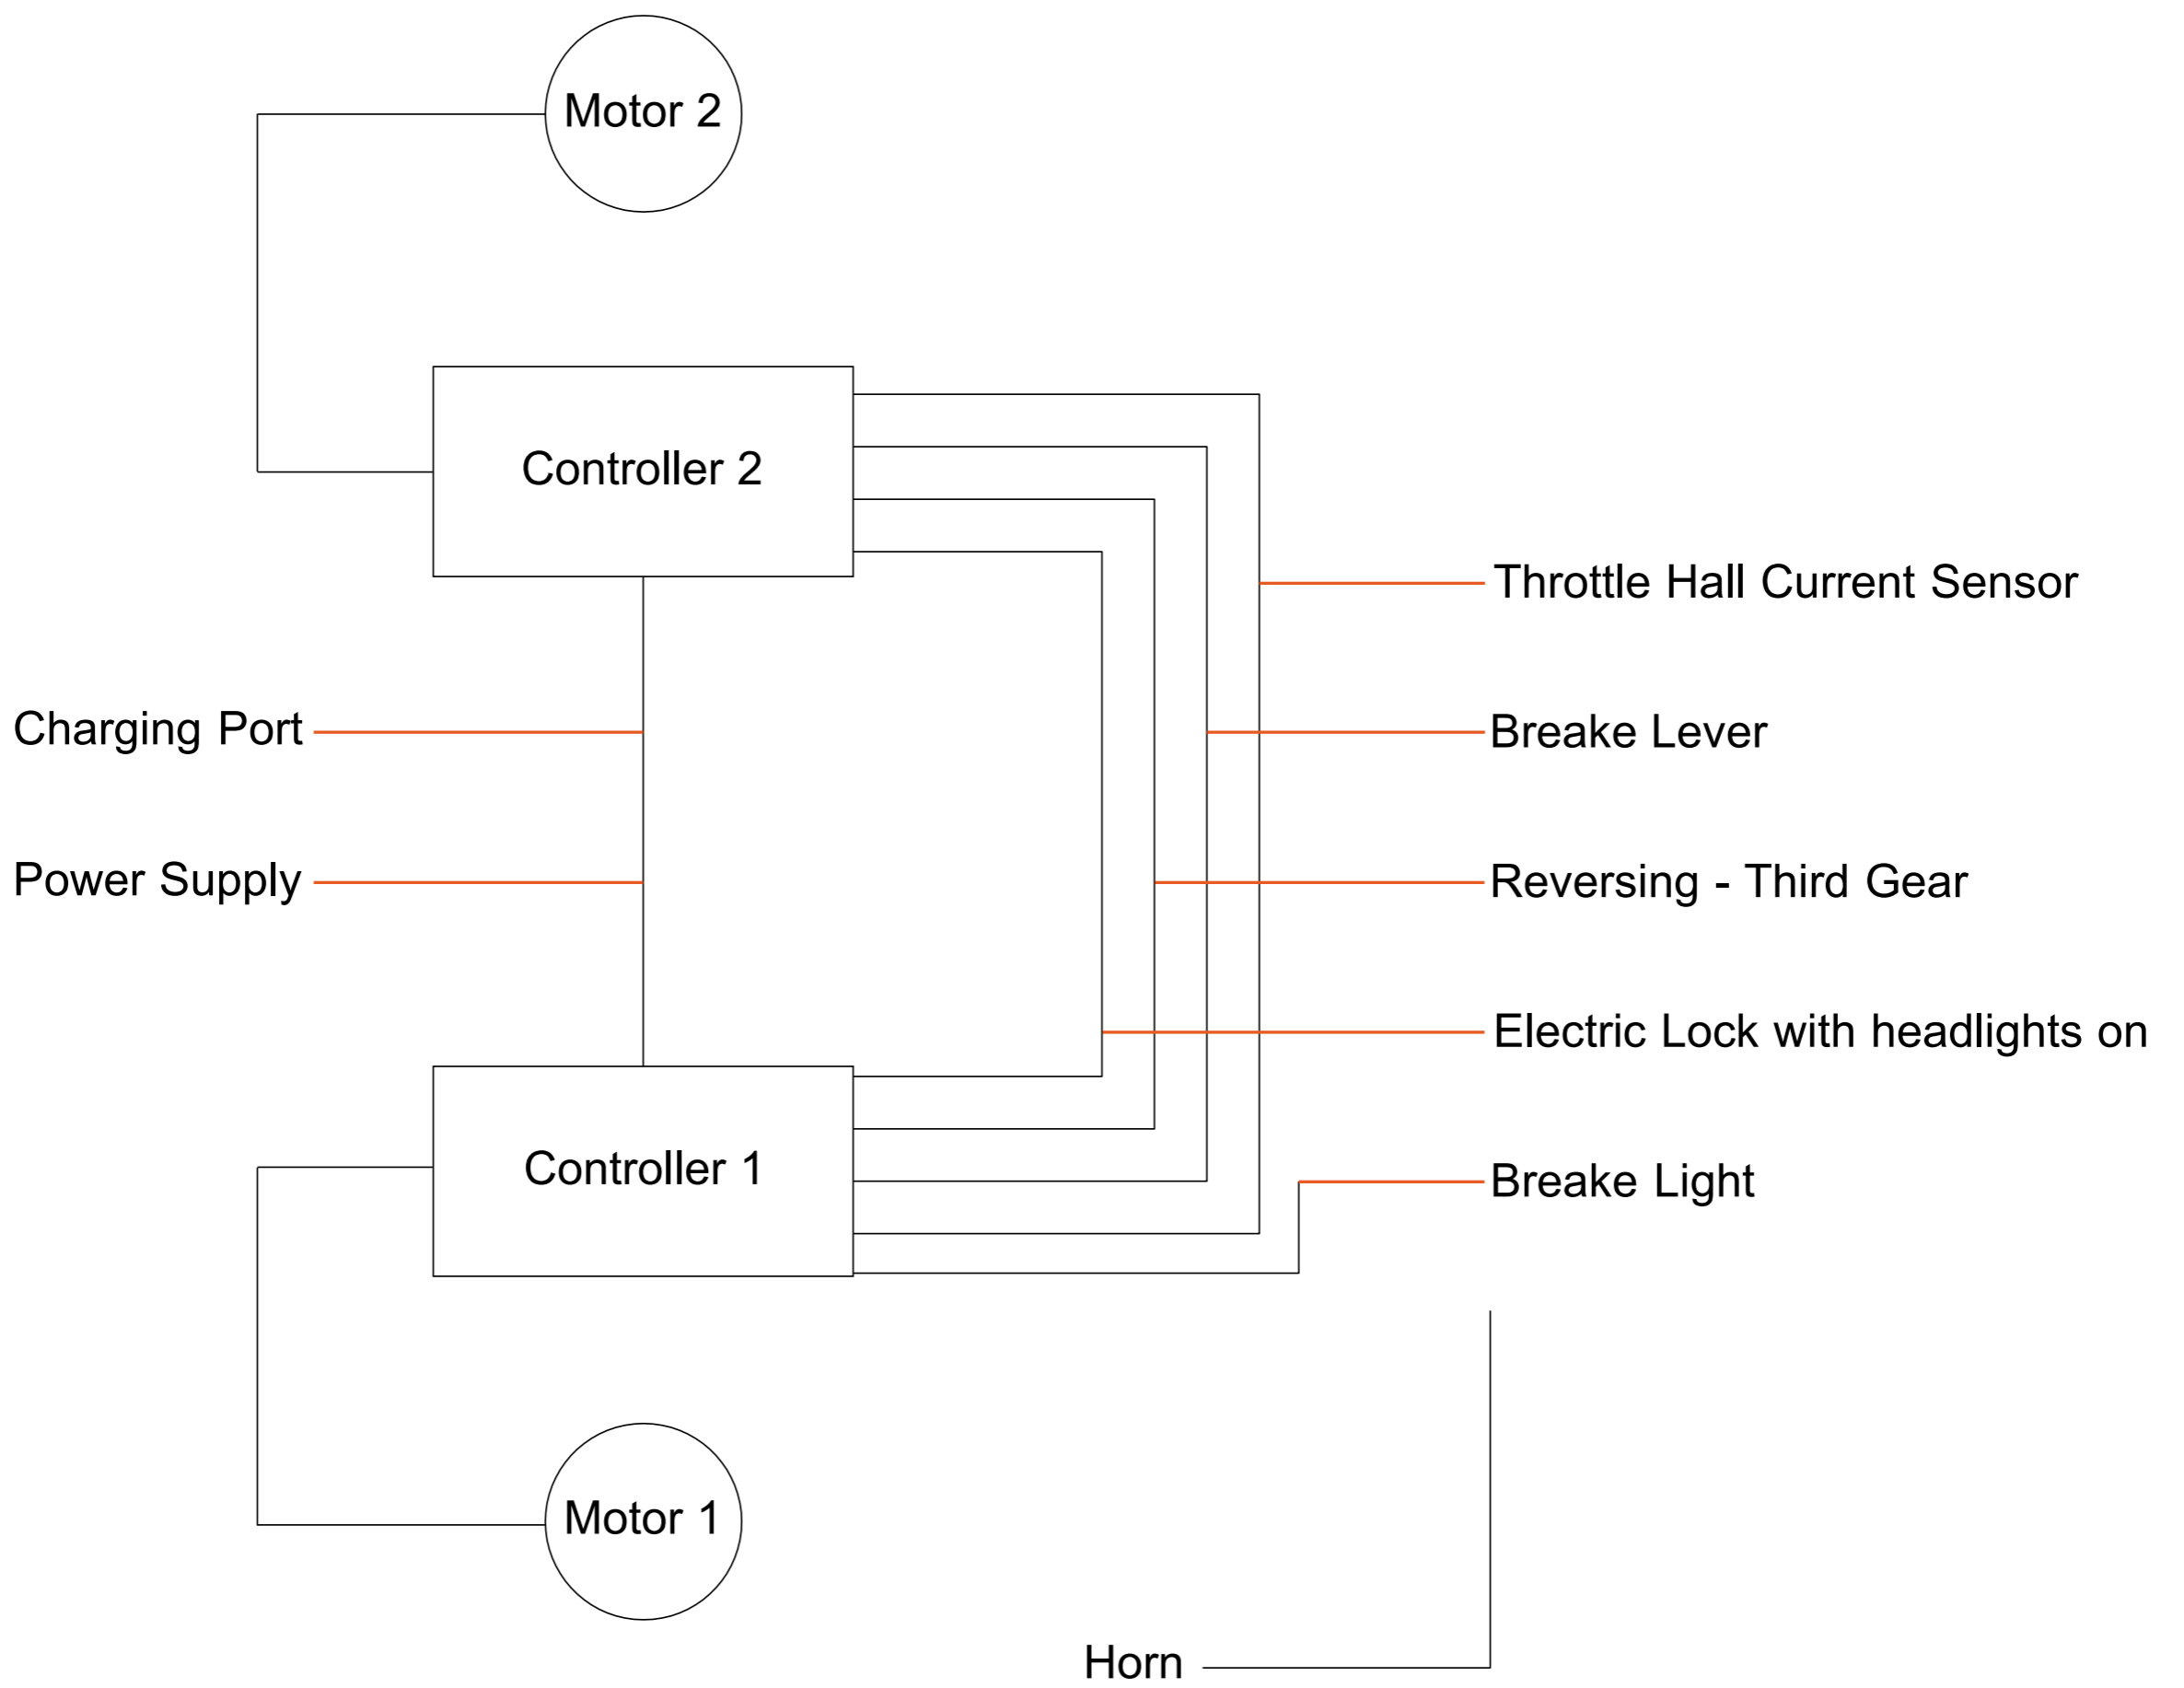 Motor 2
Controller 2
Throttle Hall Current Sensor
Charging Port
Breake Lever
Power Supply
Reversing - Third Gear
Electric Lock with headlights on
Controller 1
Breake Light
Motor 1
Horn